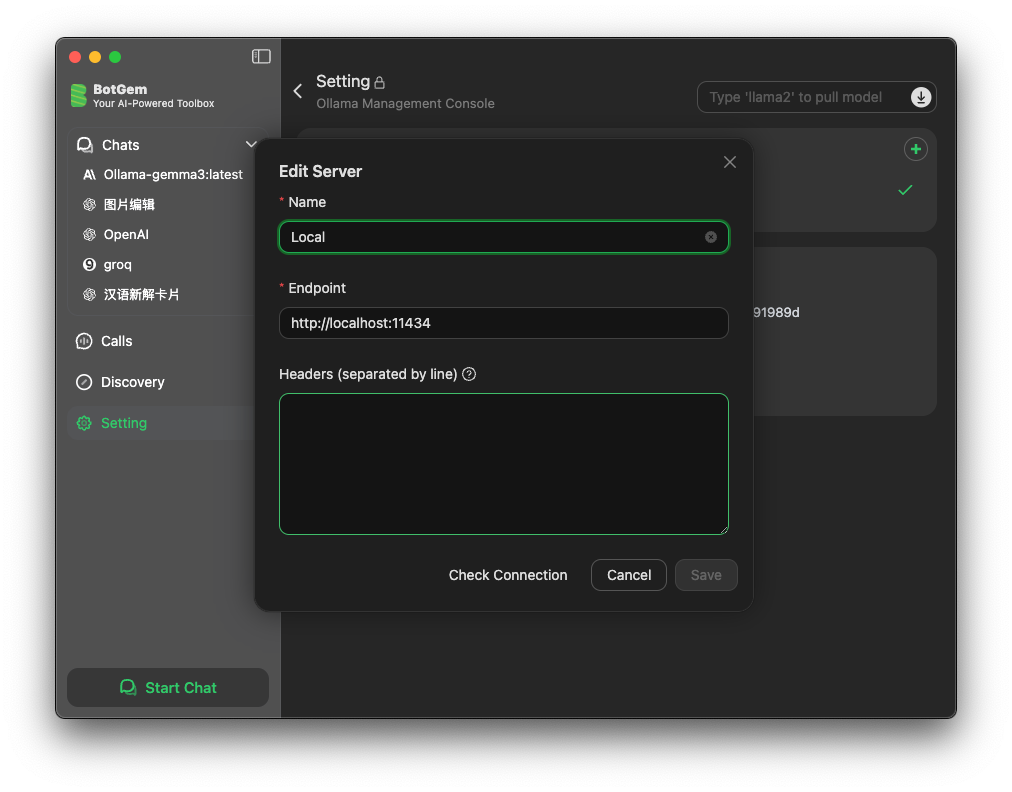 BotGem
Your AI-Powered Toolbox
Chats
Ollama-gemma3:latest
图片编辑
OpenAI
groq
汉语新解卡片
Calls
Discovery
Setting
Start Chat
Setting
Ollama Management Console
Type 'llama2' to pull model
91989d
Edit Server
* Name
Local
* Endpoint
http://localhost:11434
Headers (separated by line)
Check Connection
Cancel
Save